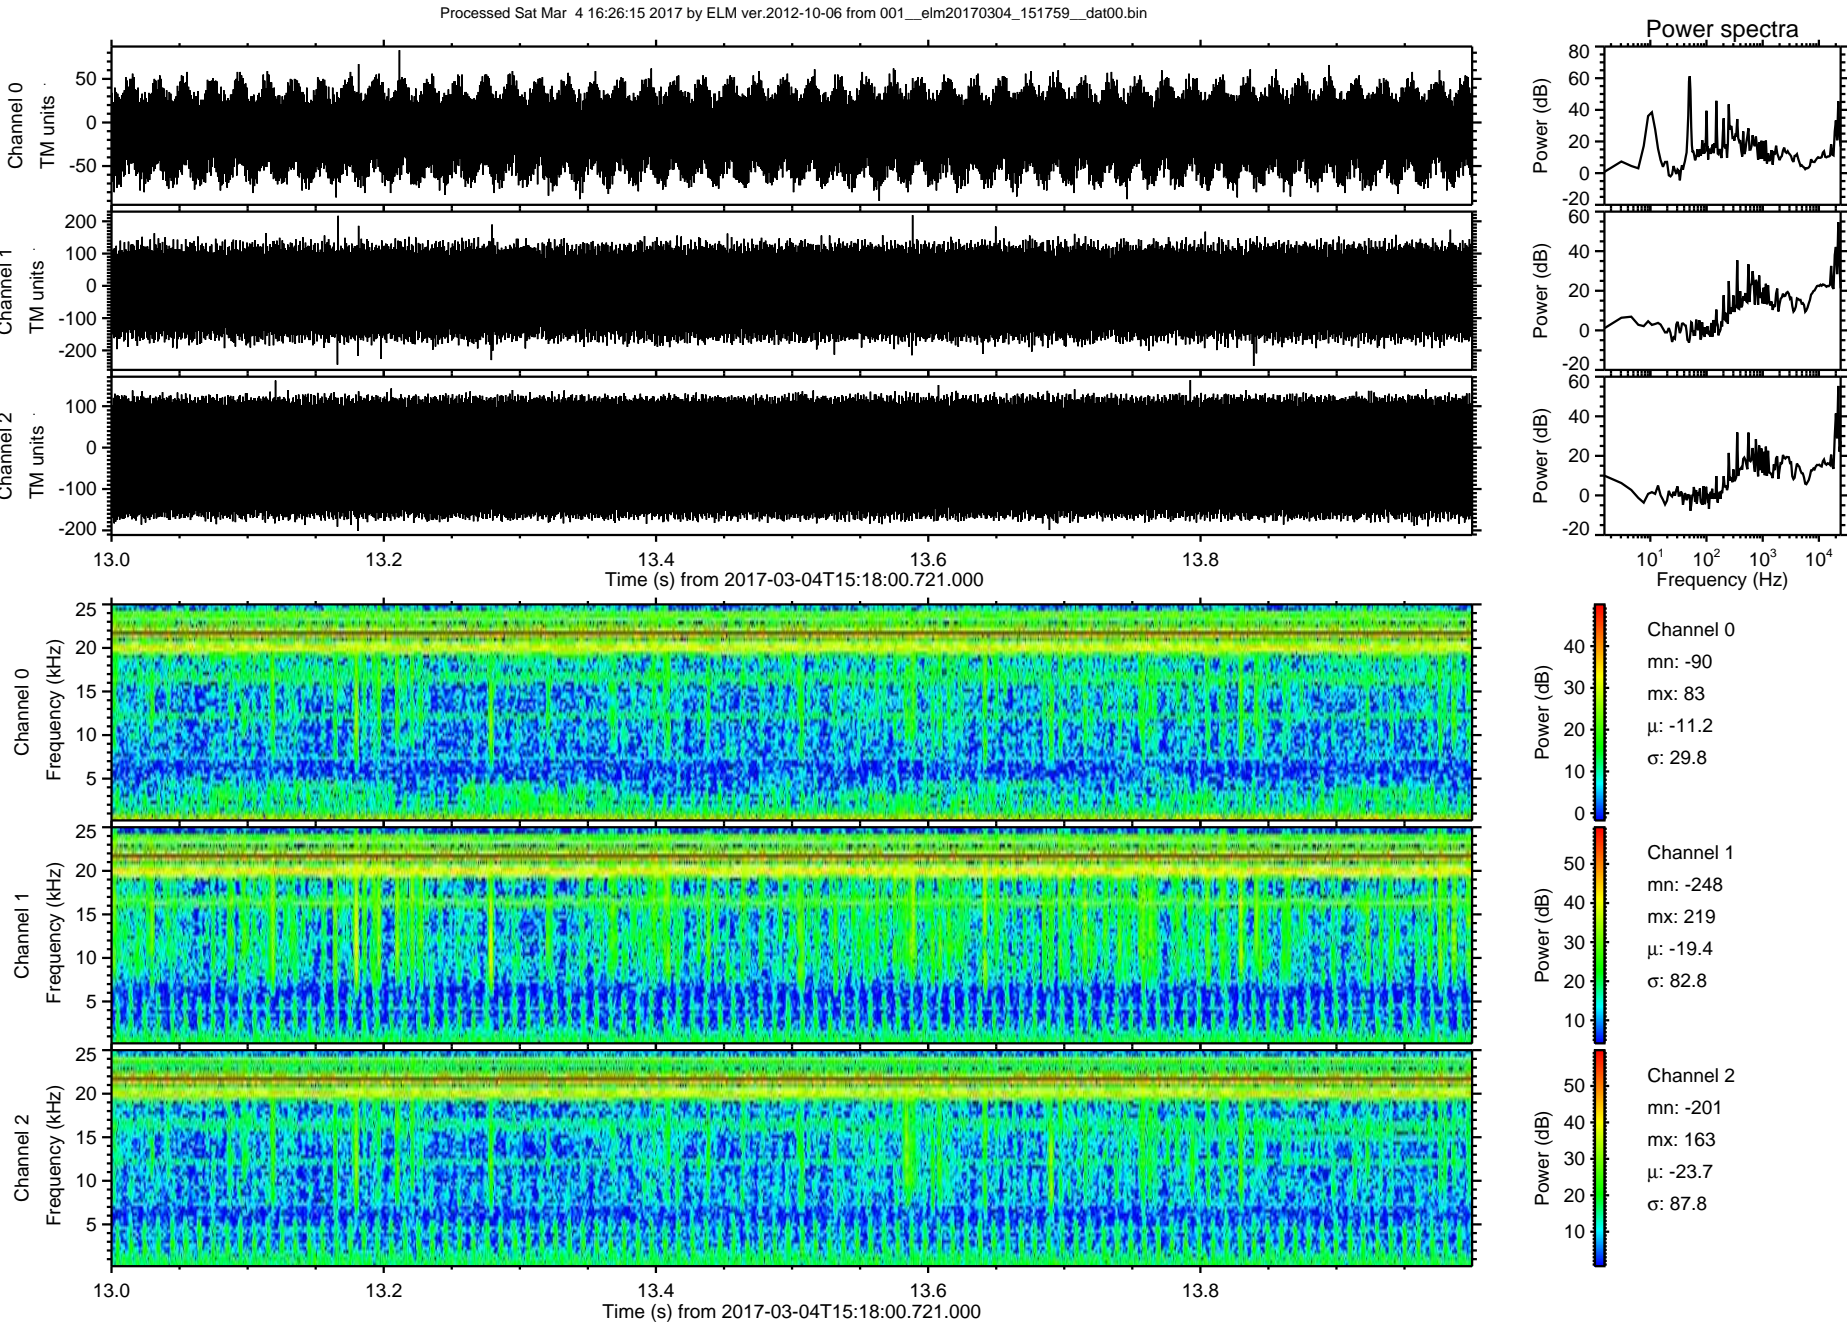 Processed Sat Mar 4 16:26:15 2017 by ELM ver.2012-10-06 from 001__elm20170304_151759__dat00.bin
Power spectra
Channel 0
TM units
50
0
-50
Power (dB)
80
60
40
20
0
-20
Channel 1
TM units
200
100
0
-100
-200
Power (dB)
60
40
20
0
-20
Channel 2
TM units
100
0
-100
-200
Power (dB)
60
40
20
0
-20
13.0 13.2 13.4 13.6 13.8
Time (s) from 2017-03-04T15:18:00.721.000
10^1 10^2 10^3 10^4
Frequency (Hz)
Channel 0
Frequency (kHz)
25
20
15
10
5
Power (dB)
40
30
20
10
0
Channel 0
mn: -90
mx: 83
μ: -11.2
σ: 29.8
Channel 1
Frequency (kHz)
25
20
15
10
5
Power (dB)
50
40
30
20
10
Channel 1
mn: -248
mx: 219
μ: -19.4
σ: 82.8
Channel 2
Frequency (kHz)
25
20
15
10
5
Power (dB)
50
40
30
20
10
Channel 2
mn: -201
mx: 163
μ: -23.7
σ: 87.8
13.0 13.2 13.4 13.6 13.8
Time (s) from 2017-03-04T15:18:00.721.000